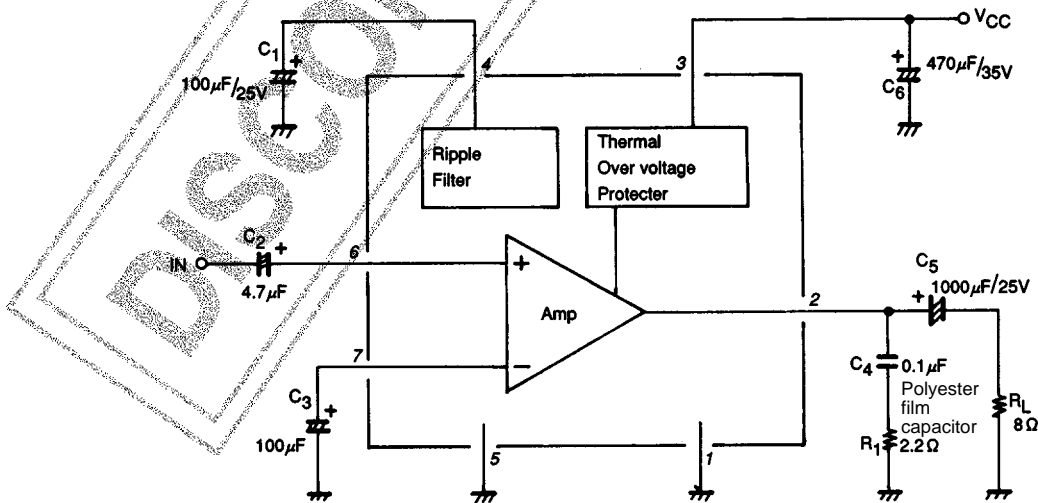 VCC
C1
+
100µF/25V
4
3
+
470µF/35V
C6
Ripple
Filter
Thermal
Over voltage
Protecter
IN
C2
+
4.7µF
6
+
Amp
2
C5
+
1000µF/25V
7
−
C3
+
100µF
C4
0.1µF
Polyester
film
capacitor
R1
2.2Ω
RL
8Ω
5
1